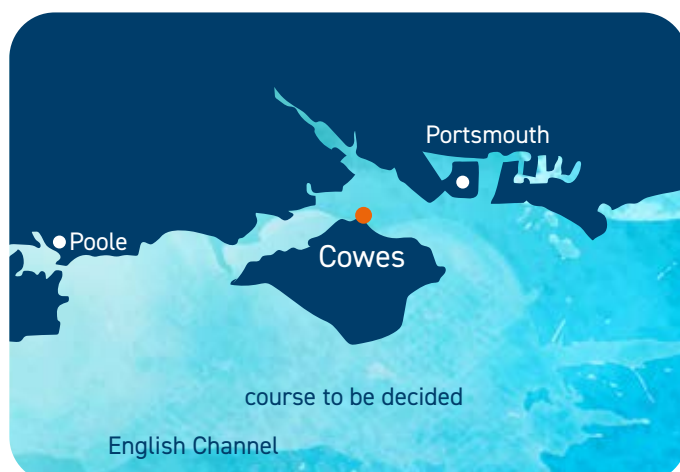 Portsmouth
Poole
Cowes
course to be decided
English Channel